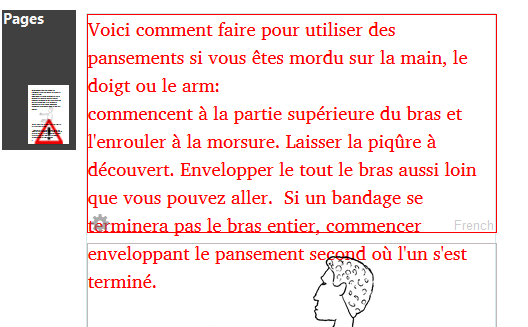 Pages
Voici comment faire pour utiliser des
pansements si vous êtes mordu sur la main, le
doigt ou le arm:
commencent à la partie supérieure du bras et
l'enrouler à la morsure. Laisser la piqûre à
découvert. Envelopper le tout le bras aussi loin
que vous pouvez aller.  Si un bandage se
terminera pas le bras entier, commencer
French
enveloppant le pansement second où l'un s'est
terminé.